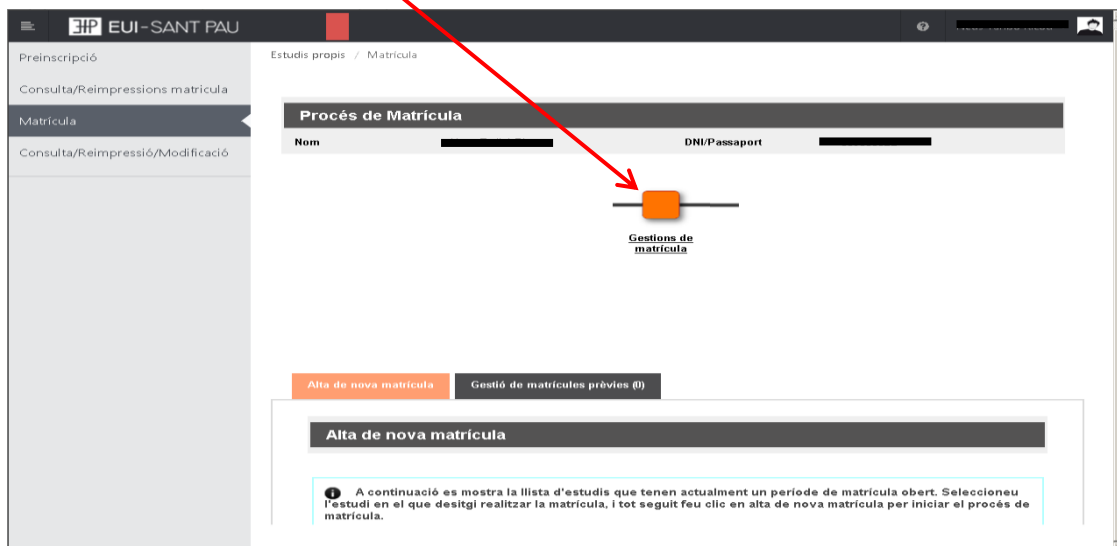 EUI-SANT PAU
Preinscripció
Consulta/Reimpressions matricula
Matrícula
Consulta/Reimpressió/Modificació
Estudis propis / Matrícula
Procés de Matrícula
Nom DNI/Passaport
Gestions de
matrícula
Alta de nova matrícula Gestió de matrícules prèvies (0)
Alta de nova matrícula
A continuació es mostra la llista d'estudis que tenen actualment un període de matrícula obert. Seleccioneu
l'estudi en el que desitgi realitzar la matrícula, i tot seguit feu clic en alta de nova matrícula per iniciar el procés de
matrícula.